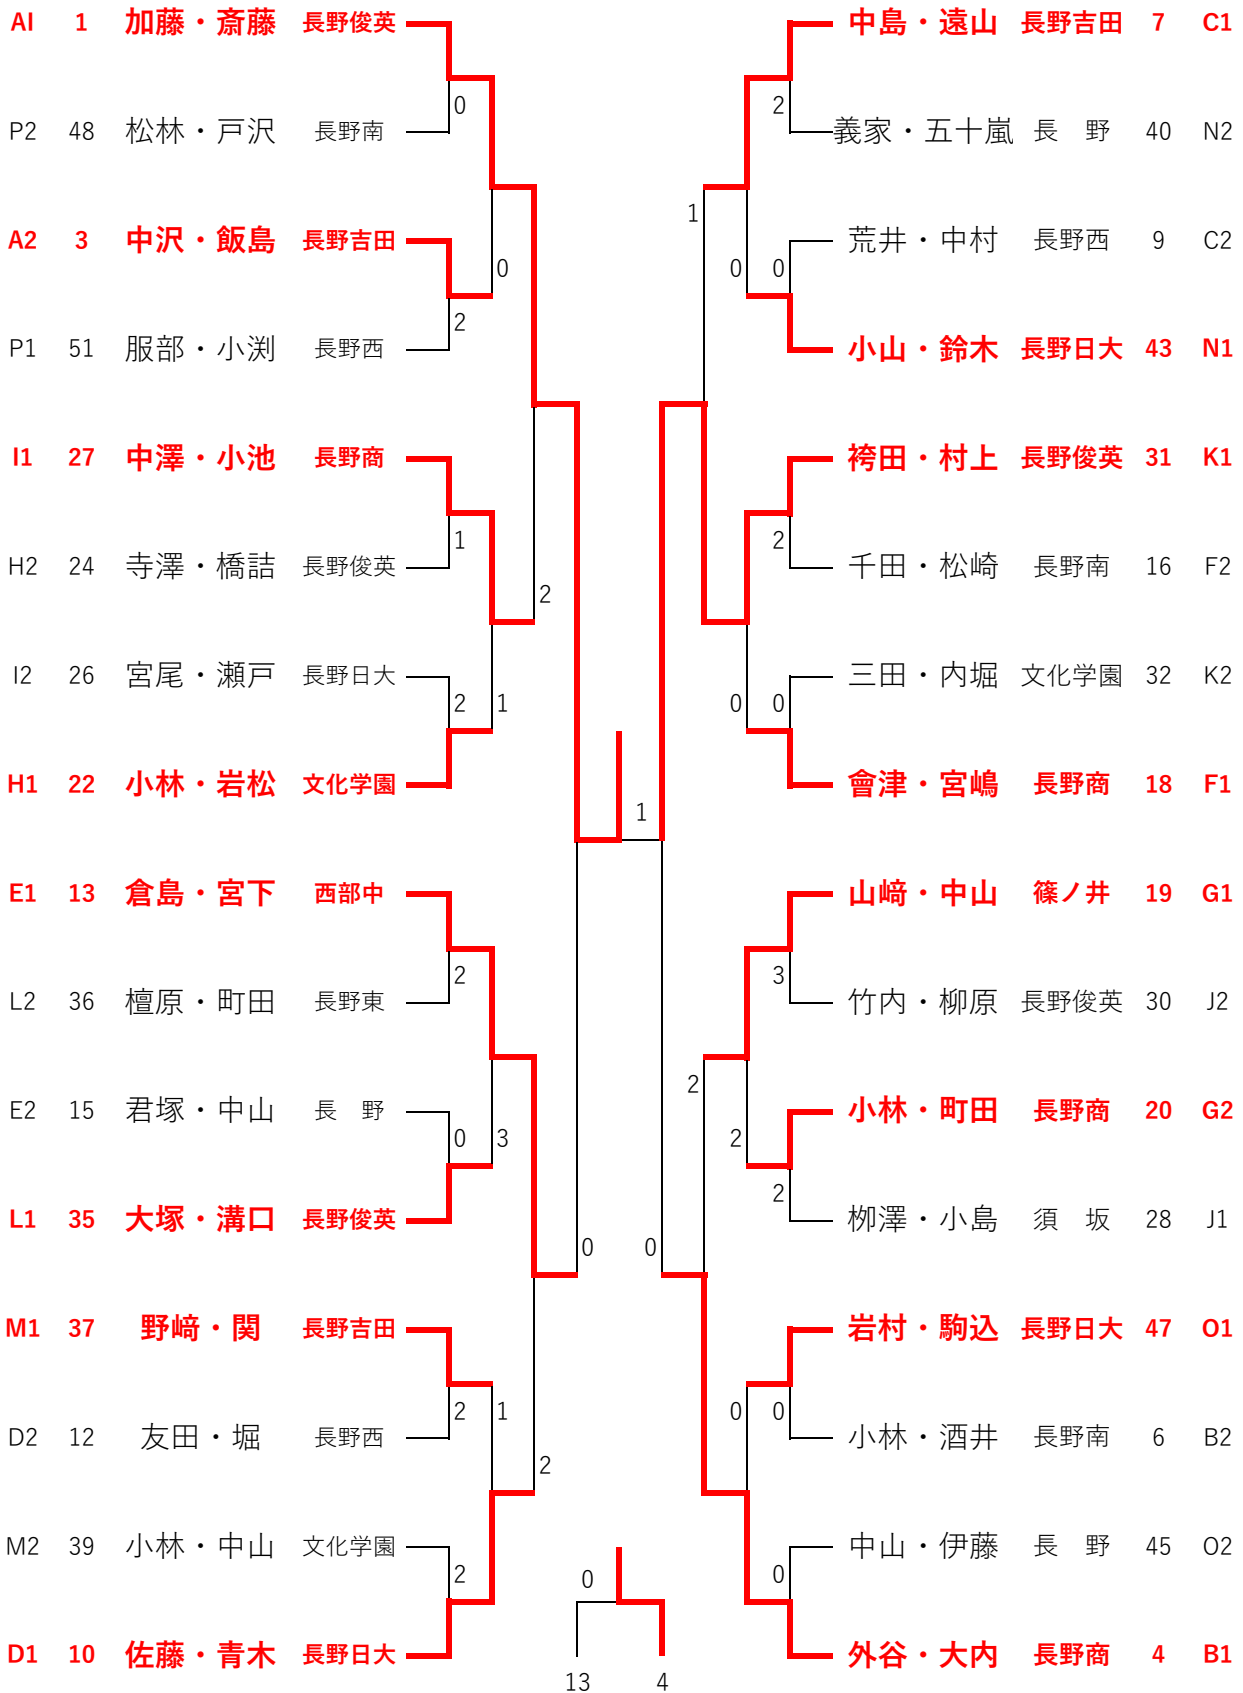 AI 1 加藤・斎藤 長野俊英 中島・遠山 長野吉田 7 C1
0 2
P2 48 松林・戸沢 長野南 義家・五十嵐 長 野 40 N2
1
A2 3 中沢・飯島 長野吉田 荒井・中村 長野西 9 C2
0 0 0
2
P1 51 服部・小渕 長野西 小山・鈴木 長野日大 43 N1
I1 27 中澤・小池 長野商 袴田・村上 長野俊英 31 K1
1 2
H2 24 寺澤・橋詰 長野俊英 千田・松崎 長野南 16 F2
2
I2 26 宮尾・瀬戸 長野日大 三田・内堀 文化学園 32 K2
2 1 0 0
H1 22 小林・岩松 文化学園 會津・宮嶋 長野商 18 F1
1
E1 13 倉島・宮下 西部中 山﨑・中山 篠ノ井 19 G1
2 3
L2 36 檀原・町田 長野東 竹内・柳原 長野俊英 30 J2
2
E2 15 君塚・中山 長 野 小林・町田 長野商 20 G2
0 3 2
2
L1 35 大塚・溝口 長野俊英 栁澤・小島 須 坂 28 J1
0 0
M1 37 野﨑・関 長野吉田 岩村・駒込 長野日大 47 O1
2 1 0 0
D2 12 友田・堀 長野西 小林・酒井 長野南 6 B2
2
M2 39 小林・中山 文化学園 中山・伊藤 長 野 45 O2
2 0 0
D1 10 佐藤・青木 長野日大 外谷・大内 長野商 4 B1
13 4